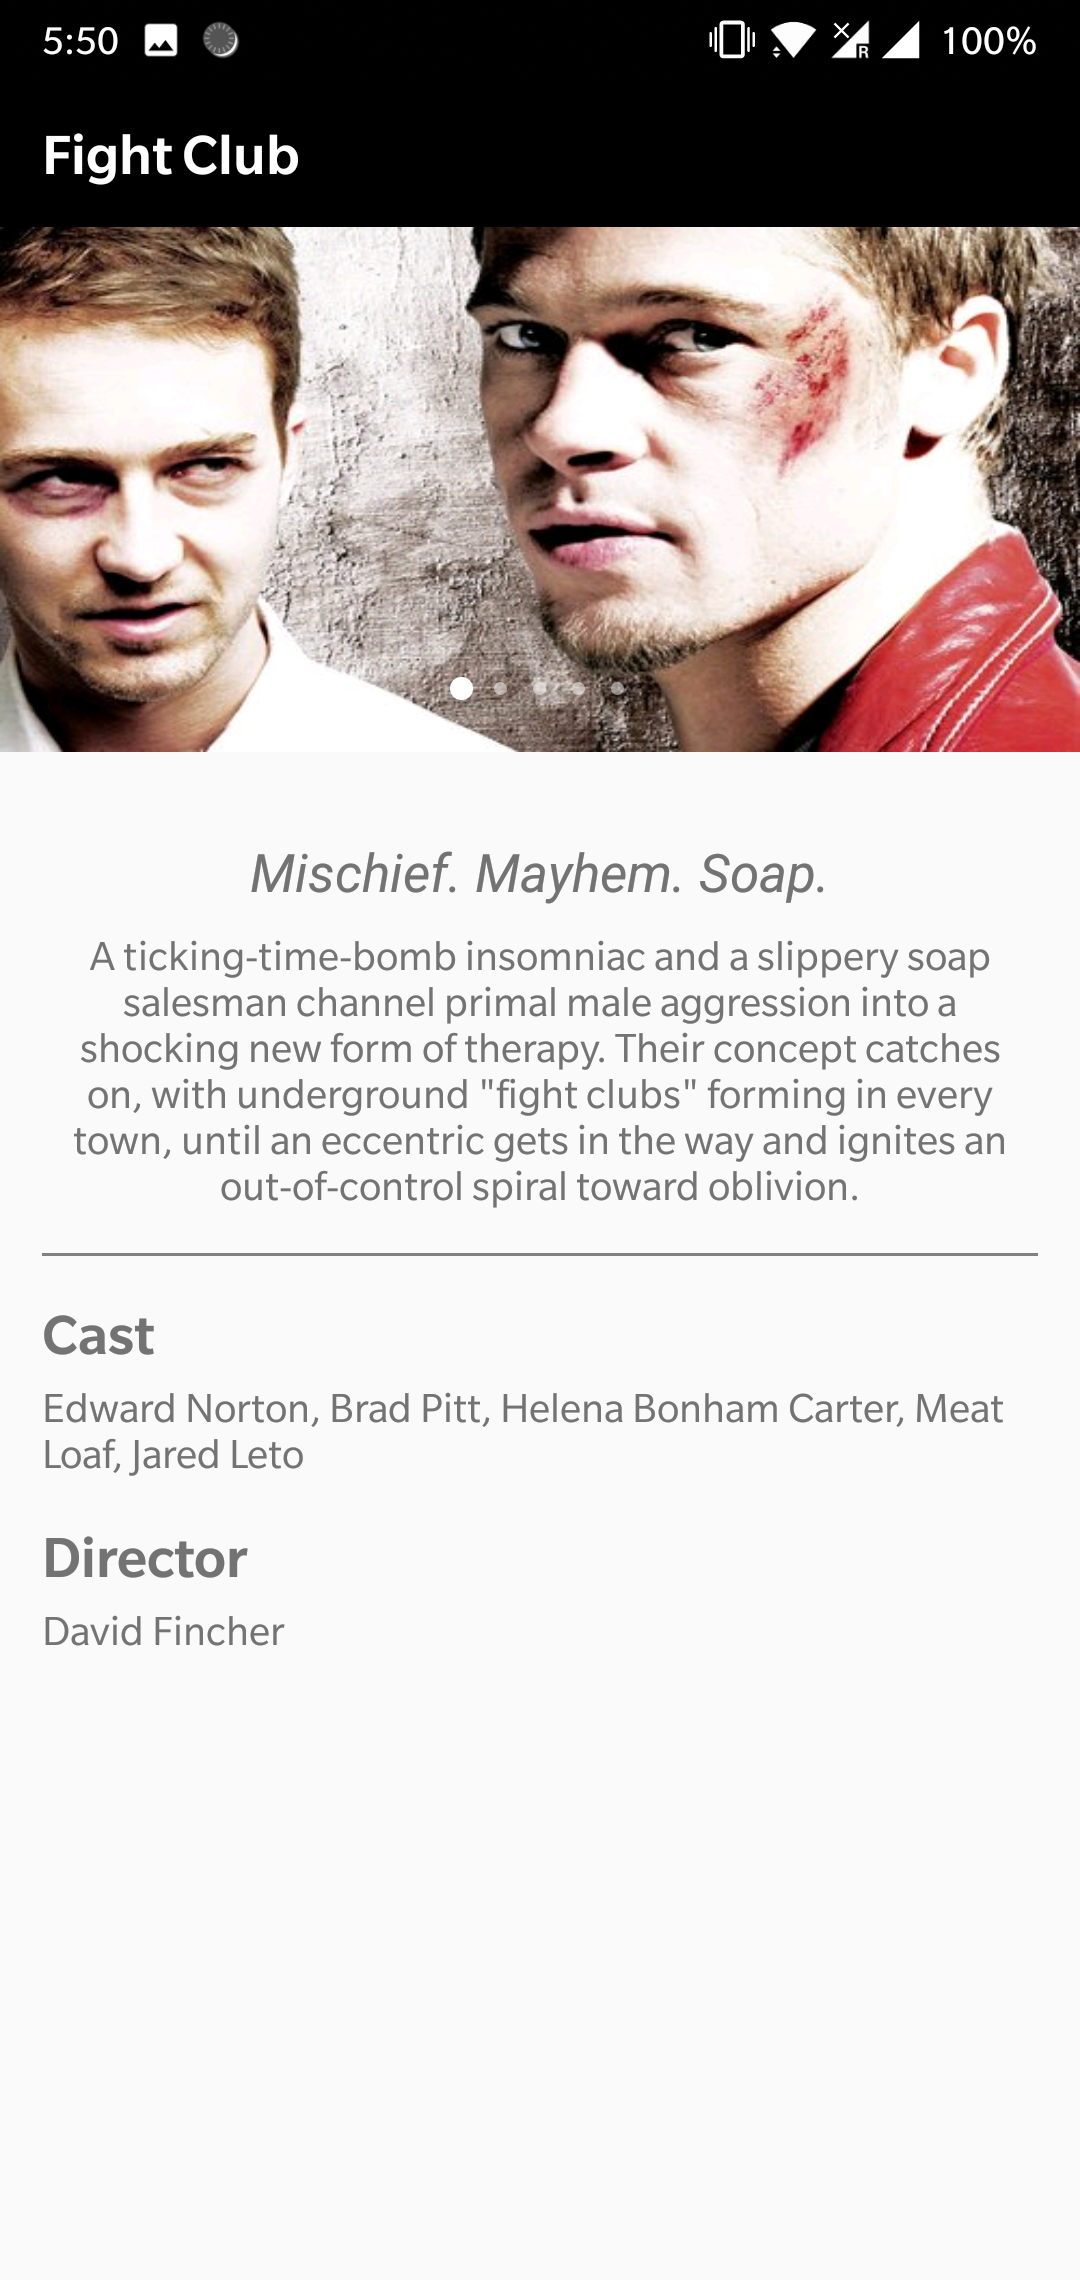 5:50
100%
Fight Club
Mischief. Mayhem. Soap.
A ticking-time-bomb insomniac and a slippery soap
salesman channel primal male aggression into a
shocking new form of therapy. Their concept catches
on, with underground "fight clubs" forming in every
town, until an eccentric gets in the way and ignites an
out-of-control spiral toward oblivion.
Cast
Edward Norton, Brad Pitt, Helena Bonham Carter, Meat
Loaf, Jared Leto
Director
David Fincher